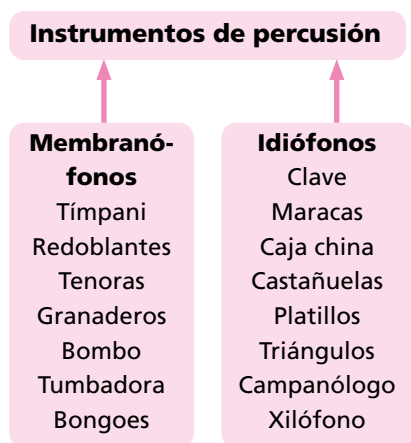 Instrumentos de percusión
Membranó-
fonos
Tímpani
Redoblantes
Tenoras
Granaderos
Bombo
Tumbadora
Bongoes
Idiófonos
Clave
Maracas
Caja china
Castañuelas
Platillos
Triángulos
Campanólogo
Xilófono